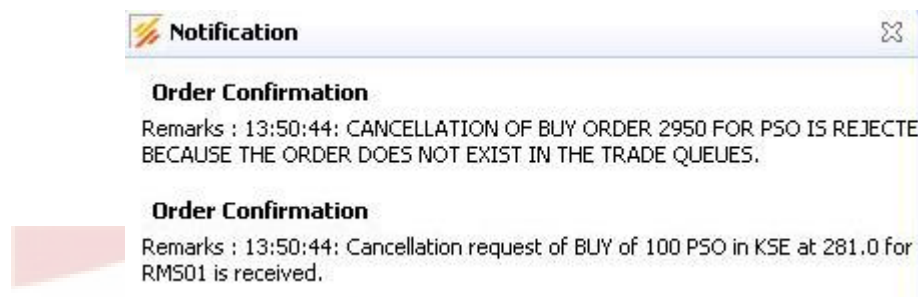 Notification
Order Confirmation
Remarks : 13:50:44: CANCELLATION OF BUY ORDER 2950 FOR PSO IS REJECTE
BECAUSE THE ORDER DOES NOT EXIST IN THE TRADE QUEUES.
Order Confirmation
Remarks : 13:50:44: Cancellation request of BUY of 100 PSO in KSE at 281.0 for
RMS01 is received.